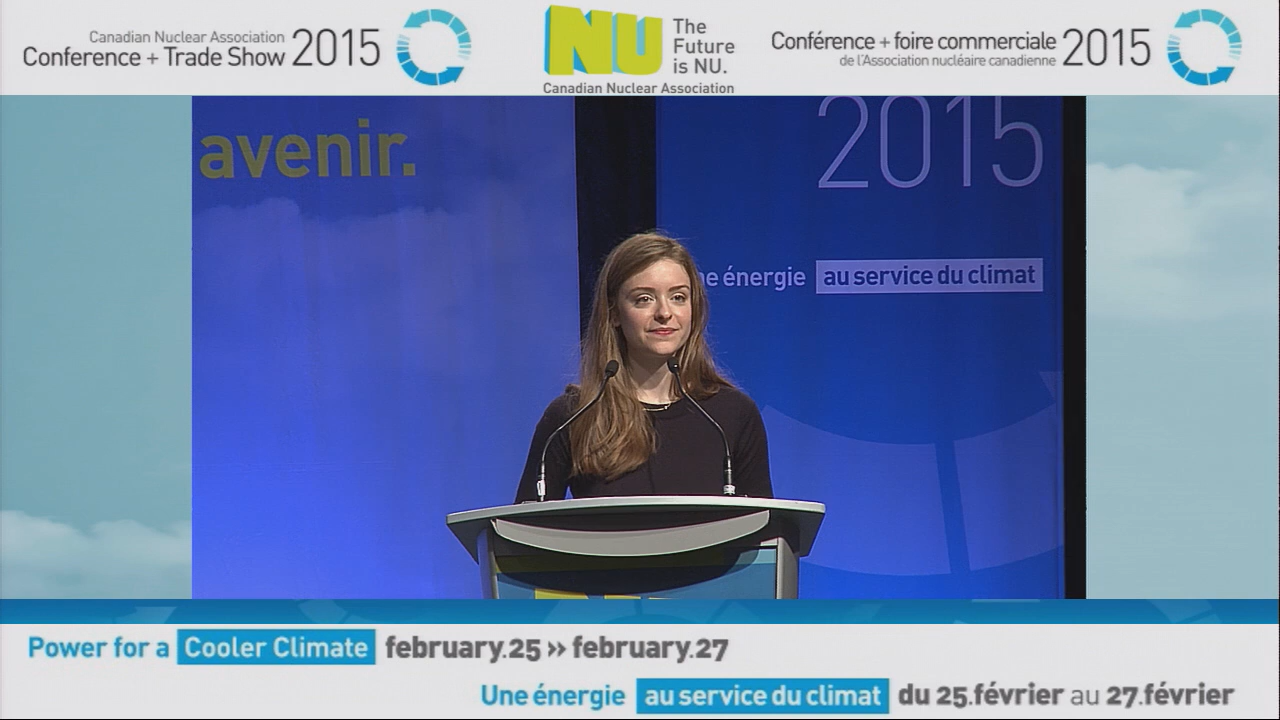 Canadian Nuclear Association
Conference + Trade Show 2015
NU The
Future
is NU.
Canadian Nuclear Association
Conférence + foire commerciale 2015
de l'Association nucléaire canadienne
avenir.
2015
ne énergie au service du climat
Power for a Cooler Climate february.25 >> february.27
Une énergie au service du climat du 25.février au 27.février